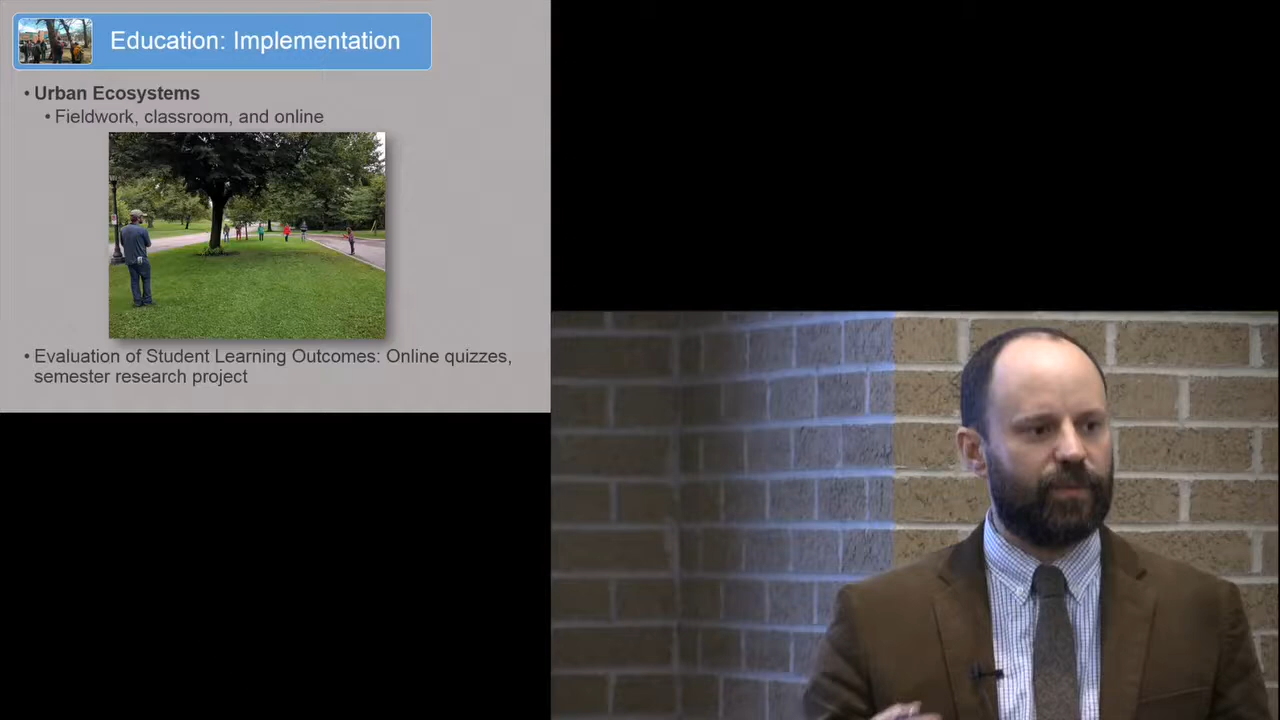 Education: Implementation
• Urban Ecosystems
• Fieldwork, classroom, and online
• Evaluation of Student Learning Outcomes: Online quizzes,
semester research project